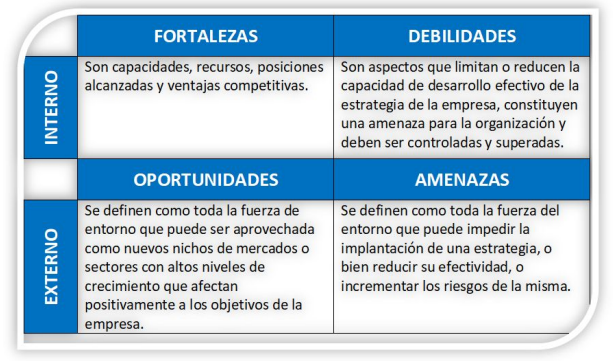 FORTALEZAS
DEBILIDADES
INTERNO
Son capacidades, recursos, posiciones
alcanzadas y ventajas competitivas.
Son aspectos que limitan o reducen la
capacidad de desarrollo efectivo de la
estrategia de la empresa, constituyen
una amenaza para la organización y
deben ser controladas y superadas.
OPORTUNIDADES
AMENAZAS
EXTERNO
Se definen como toda la fuerza de
entorno que puede ser aprovechada
como nuevos nichos de mercados o
sectores con altos niveles de
crecimiento que afectan
positivamente a los objetivos de la
empresa.
Se definen como toda la fuerza del
entorno que puede impedir la
implantación de una estrategia, o
bien reducir su efectividad, o
incrementar los riesgos de la misma.